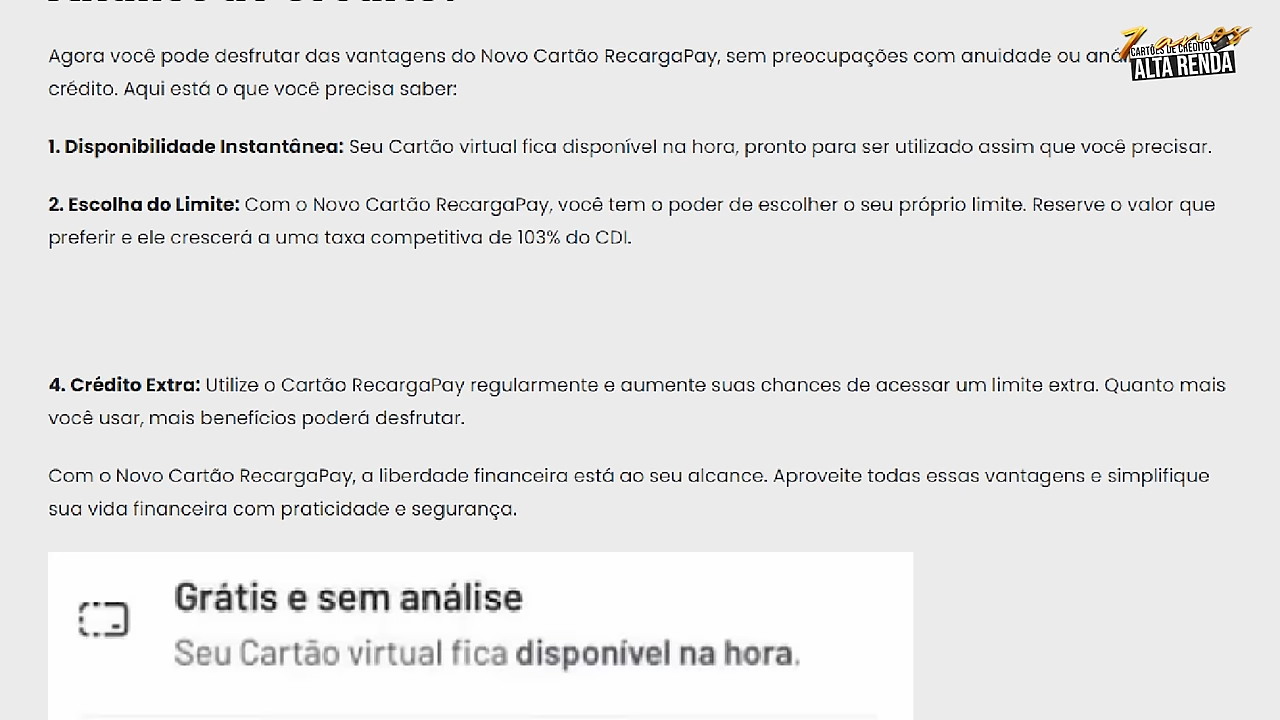 Agora você pode desfrutar das vantagens do Novo Cartão RecargaPay, sem preocupações com anuidade ou
crédito. Aqui está o que você precisa saber:
1. Disponibilidade Instantânea: Seu Cartão virtual fica disponível na hora, pronto para ser utilizado assim que você precisar.
2. Escolha do Limite: Com o Novo Cartão RecargaPay, você tem o poder de escolher o seu próprio limite. Reserve o valor que
preferir e ele crescerá a uma taxa competitiva de 103% do CDI.
4. Crédito Extra: Utilize o Cartão RecargaPay regularmente e aumente suas chances de acessar um limite extra. Quanto mais
você usar, mais benefícios poderá desfrutar.
Com o Novo Cartão RecargaPay, a liberdade financeira está ao seu alcance. Aproveite todas essas vantagens e simplifique
sua vida financeira com praticidade e segurança.
Grátis e sem análise
Seu Cartão virtual fica disponível na hora.
7 anos
CARTÕES DE CRÉDITO
ALTA RENDA